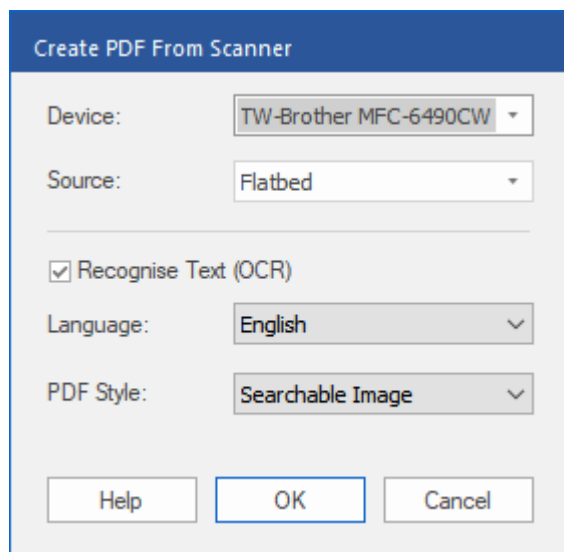 Create PDF From Scanner
Device: TW-Brother MFC-6490CW
Source: Flatbed
Recognise Text (OCR)
Language: English
PDF Style: Searchable Image
Help OK Cancel